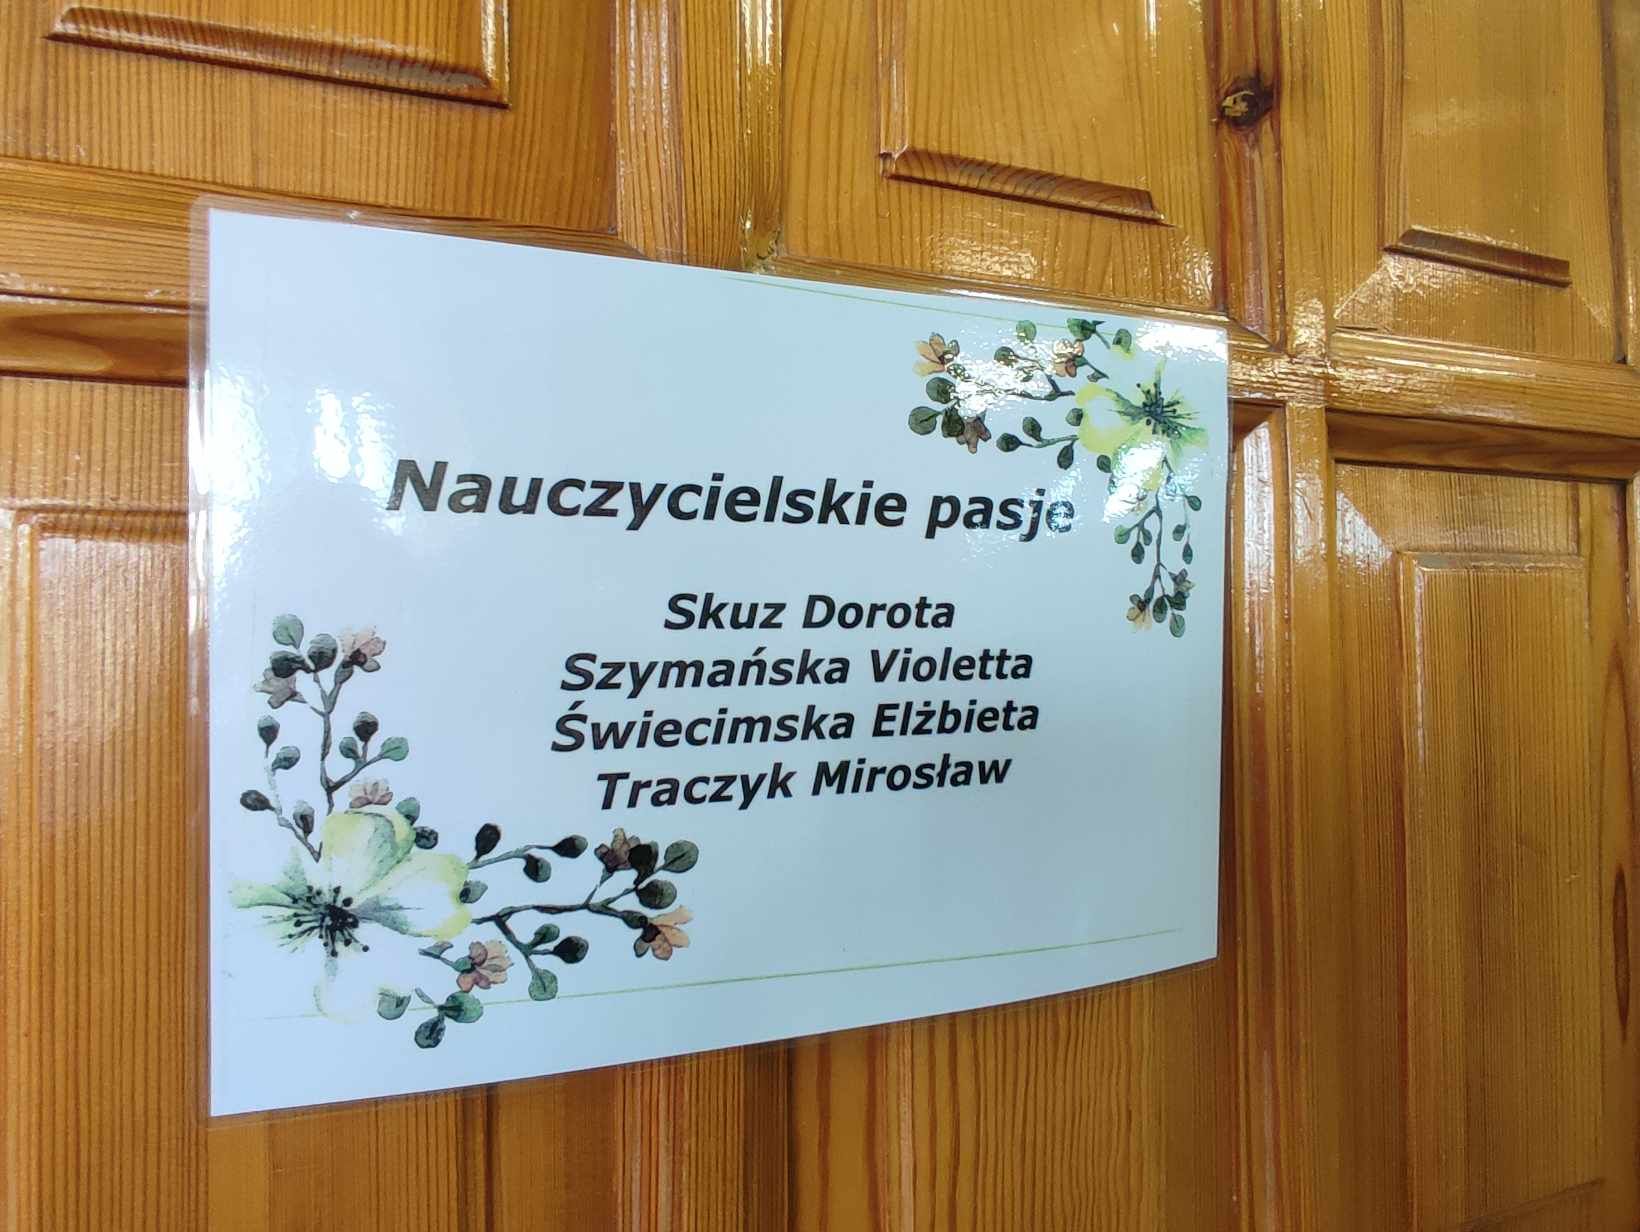 Nauczycielskie pasje
Skuz Dorota
Szymańska Violetta
Świecimska Elżbieta
Traczyk Mirosław